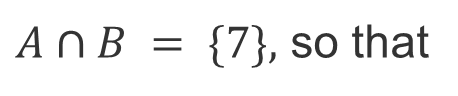 A ∩ B = {7}, so that